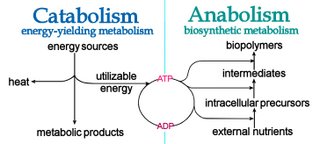 Catabolism
energy-yielding metabolism
energy sources
heat
utilizable
energy
metabolic products
ATP
ADP
Anabolism
biosynthetic metabolism
biopolymers
intermediates
intracellular precursors
external nutrients